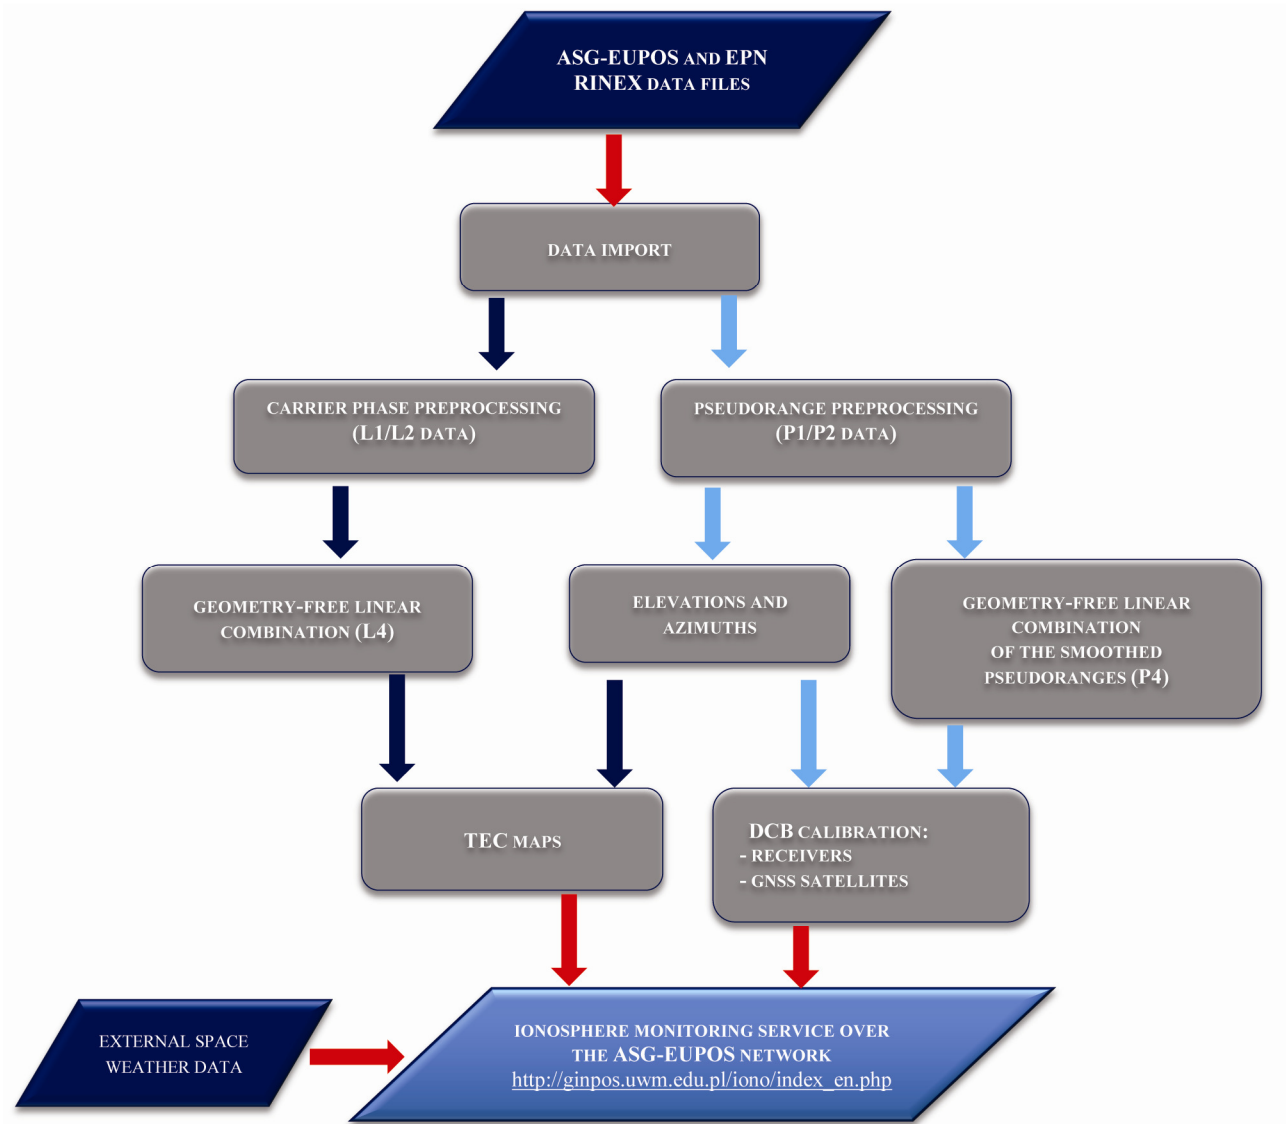 ASG-EUPOS AND EPN
RINEX DATA FILES
DATA IMPORT
CARRIER PHASE PREPROCESSING
(L1/L2 DATA)
PSEUDORANGE PREPROCESSING
(P1/P2 DATA)
GEOMETRY-FREE LINEAR
COMBINATION (L4)
ELEVATIONS AND
AZIMUTHS
GEOMETRY-FREE LINEAR
COMBINATION
OF THE SMOOTHED
PSEUDORANGES (P4)
TEC MAPS
DCB CALIBRATION:
- RECEIVERS
- GNSS SATELLITES
EXTERNAL SPACE
WEATHER DATA
IONOSPHERE MONITORING SERVICE OVER
THE ASG-EUPOS NETWORK
http://ginpos.uwm.edu.pl/iono/index_en.php